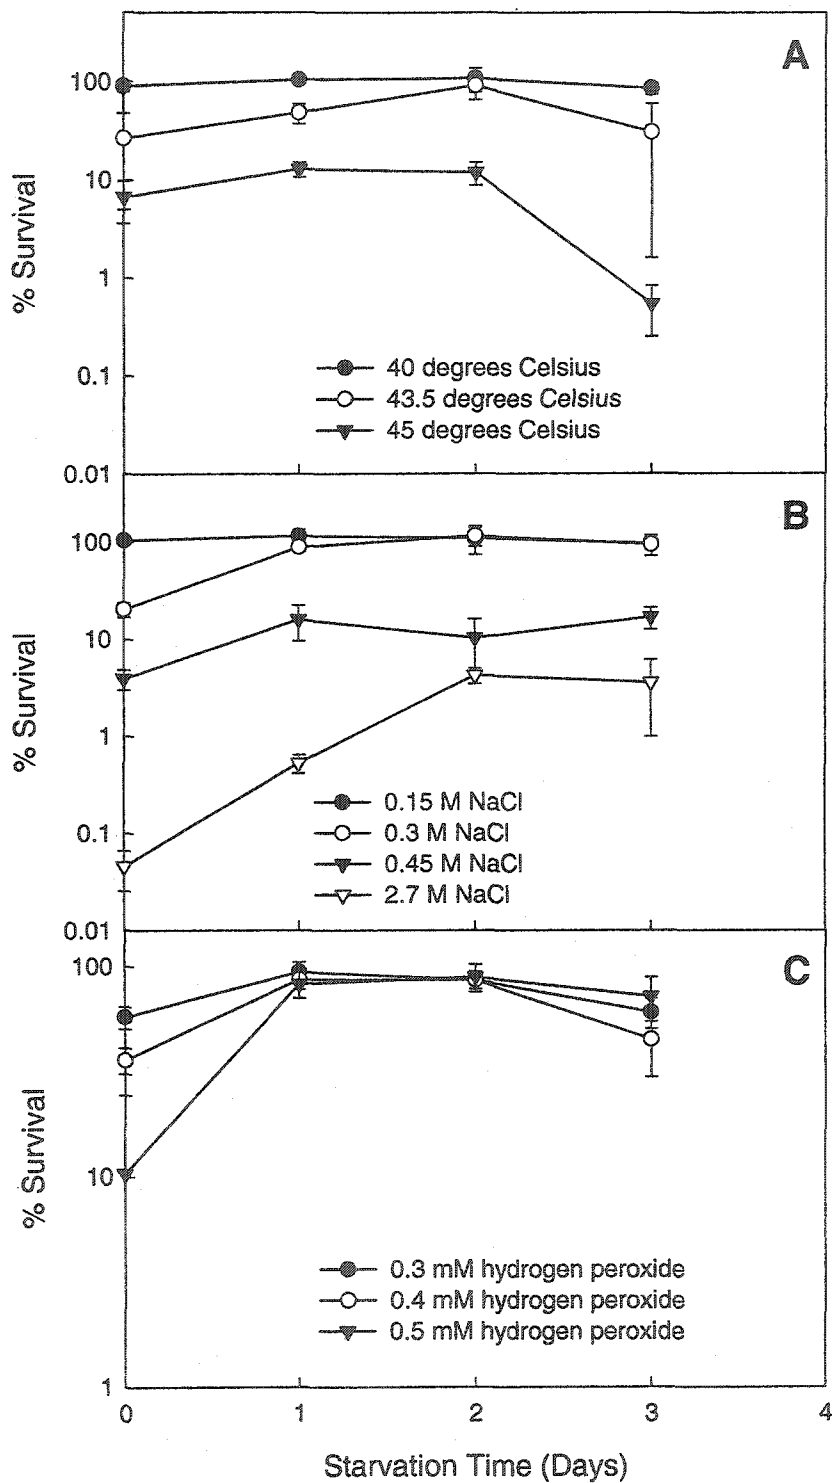 A
100
10
1
0.1
0.01
% Survival
40 degrees Celsius
43.5 degrees Celsius
45 degrees Celsius
B
100
10
1
0.1
0.01
% Survival
0.15 M NaCl
0.3 M NaCl
0.45 M NaCl
2.7 M NaCl
C
100
10
1
% Survival
0.3 mM hydrogen peroxide
0.4 mM hydrogen peroxide
0.5 mM hydrogen peroxide
0 1 2 3 4
Starvation Time (Days)